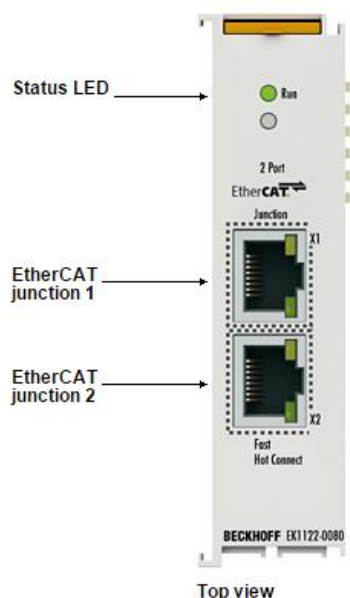 Status LED
Run
2 Port
EtherCAT
Junction
X1
EtherCAT
junction 1
EtherCAT
junction 2
X2
Fast
Hot Connect
BECKHOFF EK1122-0080
Top view